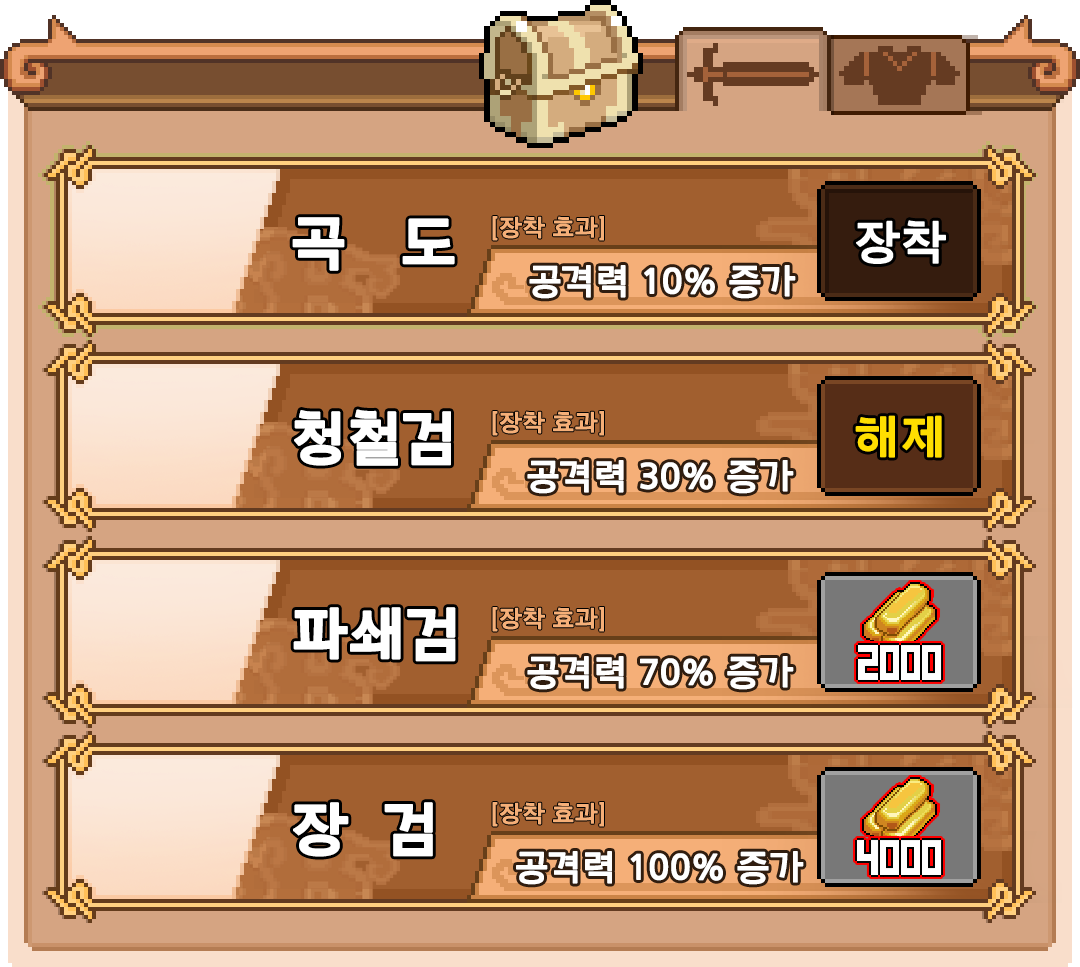 곡 도
[장착 효과]
공격력 10% 증가
장착
청철검
[장착 효과]
공격력 30% 증가
해제
파쇄검
[장착 효과]
공격력 70% 증가
2000
장 검
[장착 효과]
공격력 100% 증가
4000